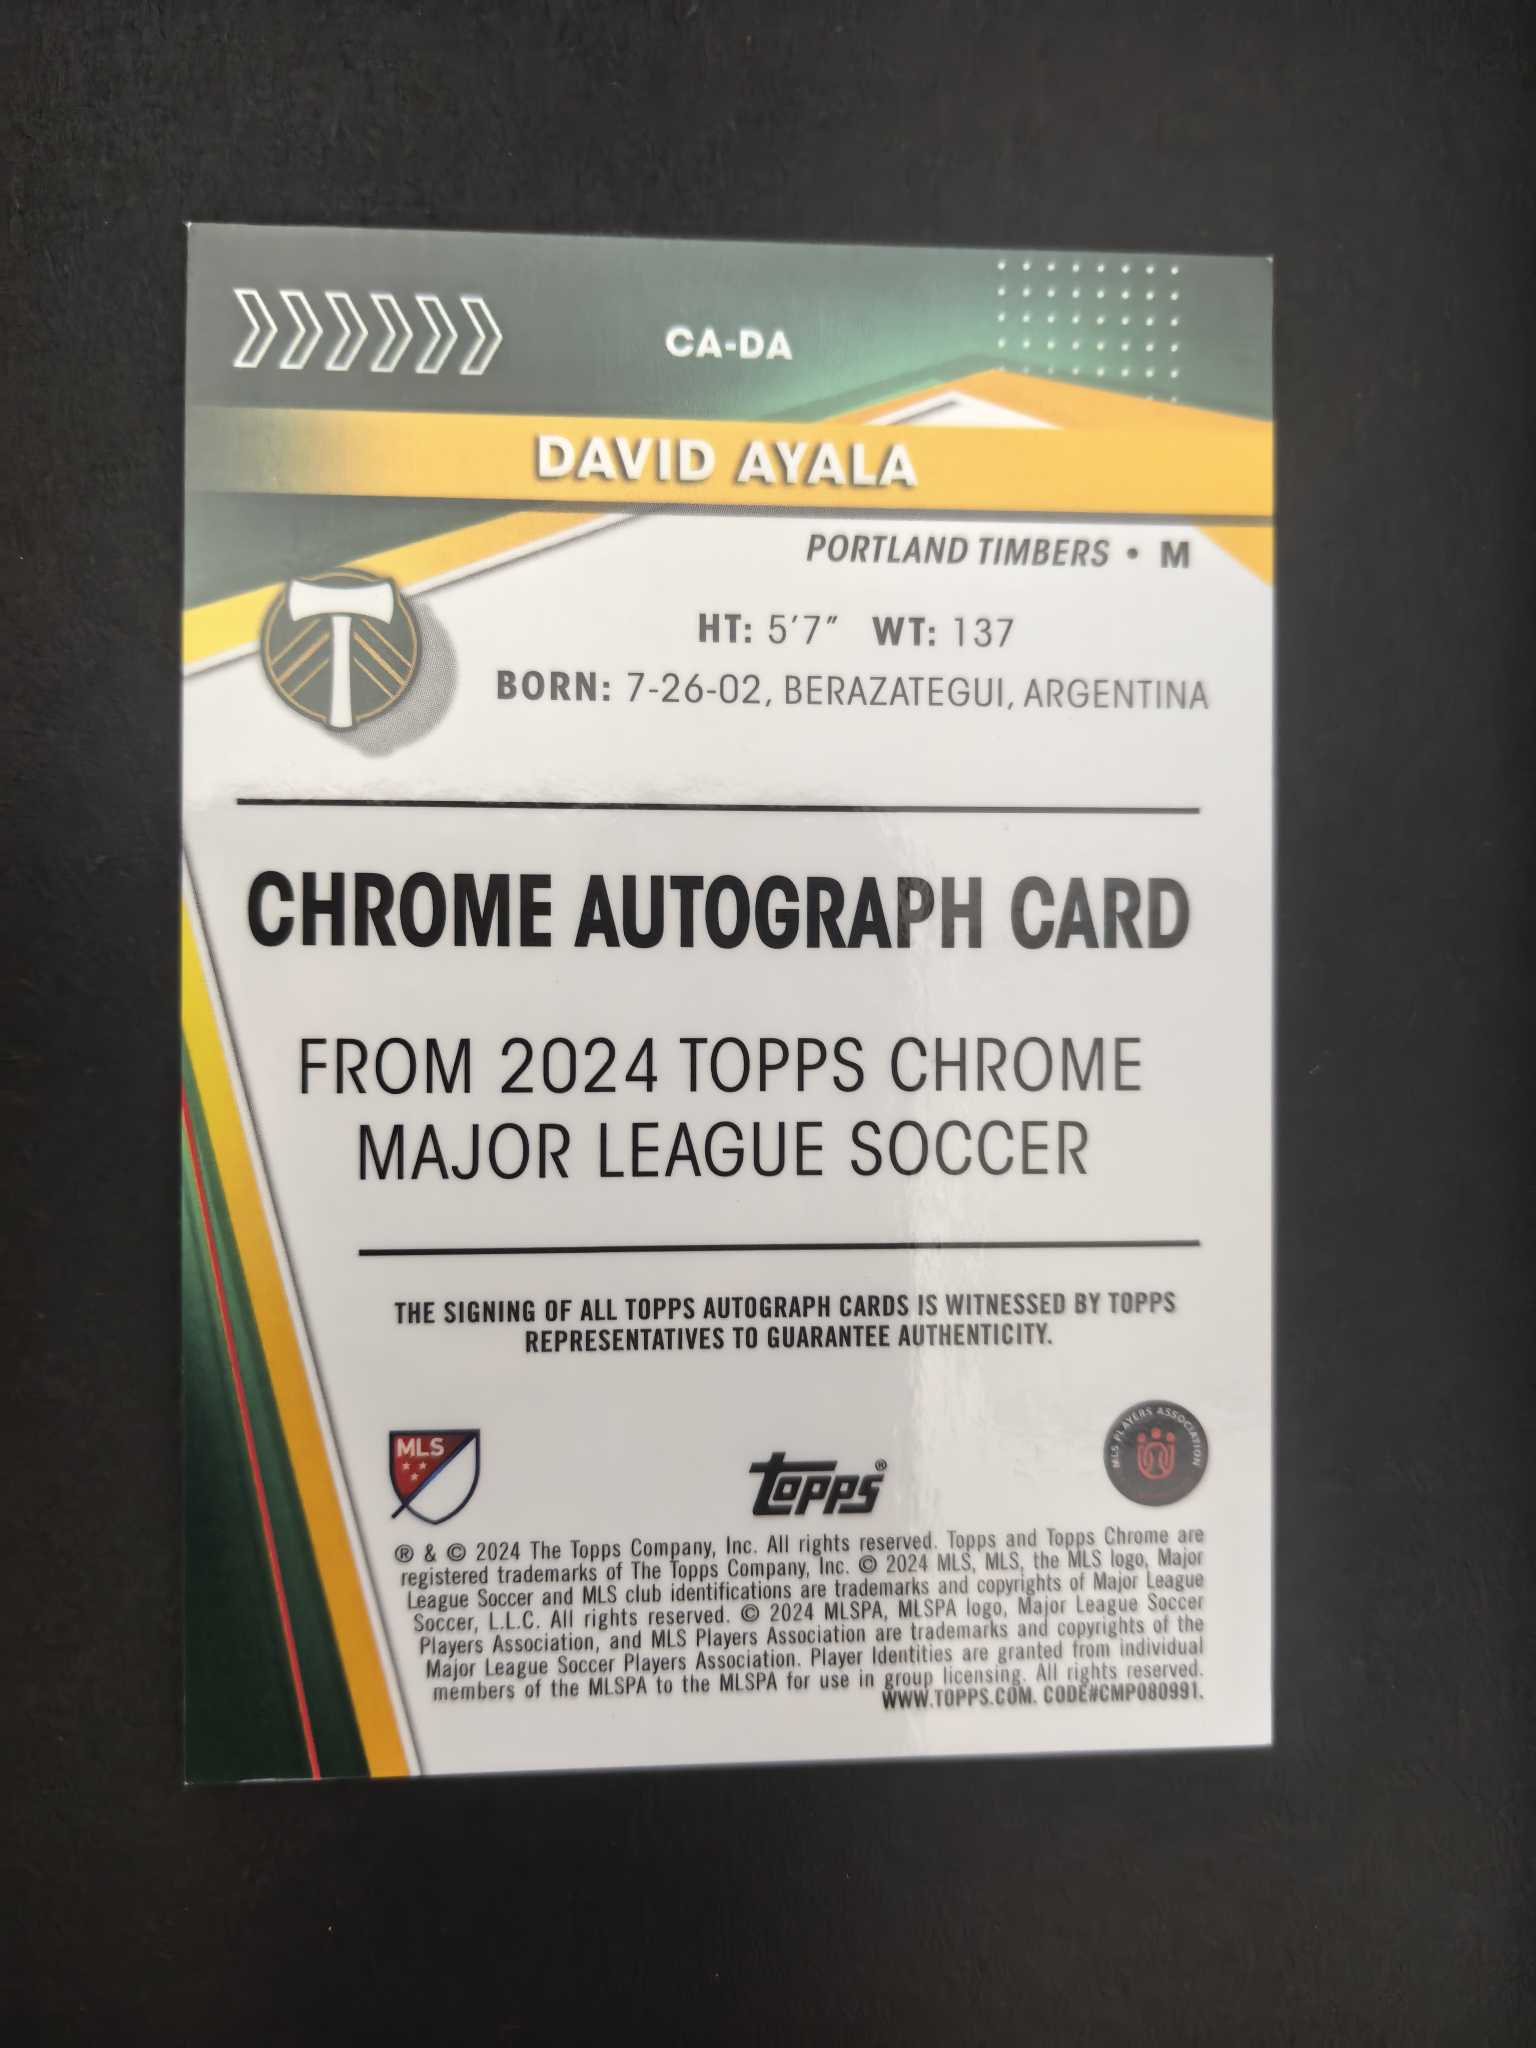 CA-DA
DAVID AYALA
PORTLAND TIMBERS • M
HT: 5'7" WT: 137
BORN: 7-26-02, BERAZATEGUI, ARGENTINA
CHROME AUTOGRAPH CARD
FROM 2024 TOPPS CHROME
MAJOR LEAGUE SOCCER
THE SIGNING OF ALL TOPPS AUTOGRAPH CARDS IS WITNESSED BY TOPPS
REPRESENTATIVES TO GUARANTEE AUTHENTICITY.
MLS
Topps®
MLS PLAYERS ASSOCIATION
® & © 2024 The Topps Company, Inc. All rights reserved. Topps and Topps Chrome are
registered trademarks of The Topps Company, Inc. © 2024 MLS, MLS, the MLS logo, Major
League Soccer and MLS club identifications are trademarks and copyrights of Major League
Soccer, L.L.C. All rights reserved. © 2024 MLSPA, MLSPA logo, Major League Soccer
Players Association, and MLS Players Association are trademarks and copyrights of the
Major League Soccer Players Association. Player Identities are granted from individual
members of the MLSPA to the MLSPA for use in group licensing. All rights reserved.
WWW.TOPPS.COM. CODE#CMP080991.